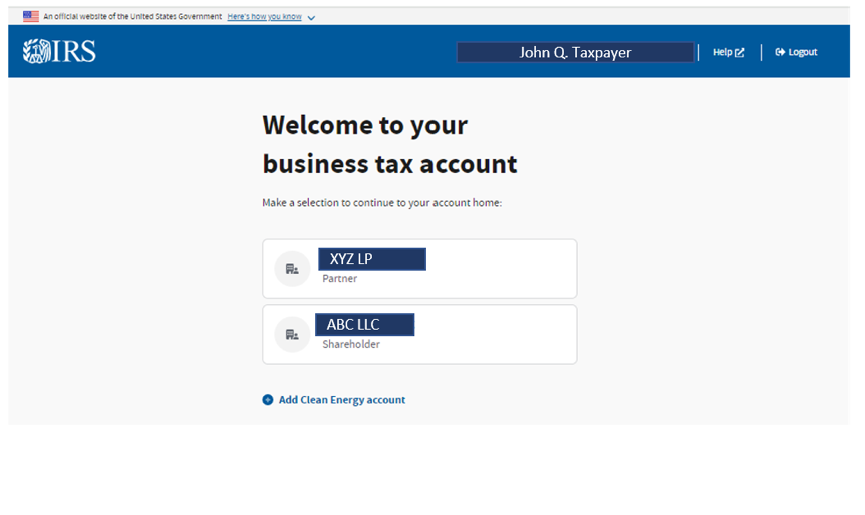 An official website of the United States Government Here's how you know
IRS
John Q. Taxpayer
Help
Logout
Welcome to your
business tax account
Make a selection to continue to your account home:
XYZ LP
Partner
ABC LLC
Shareholder
Add Clean Energy account